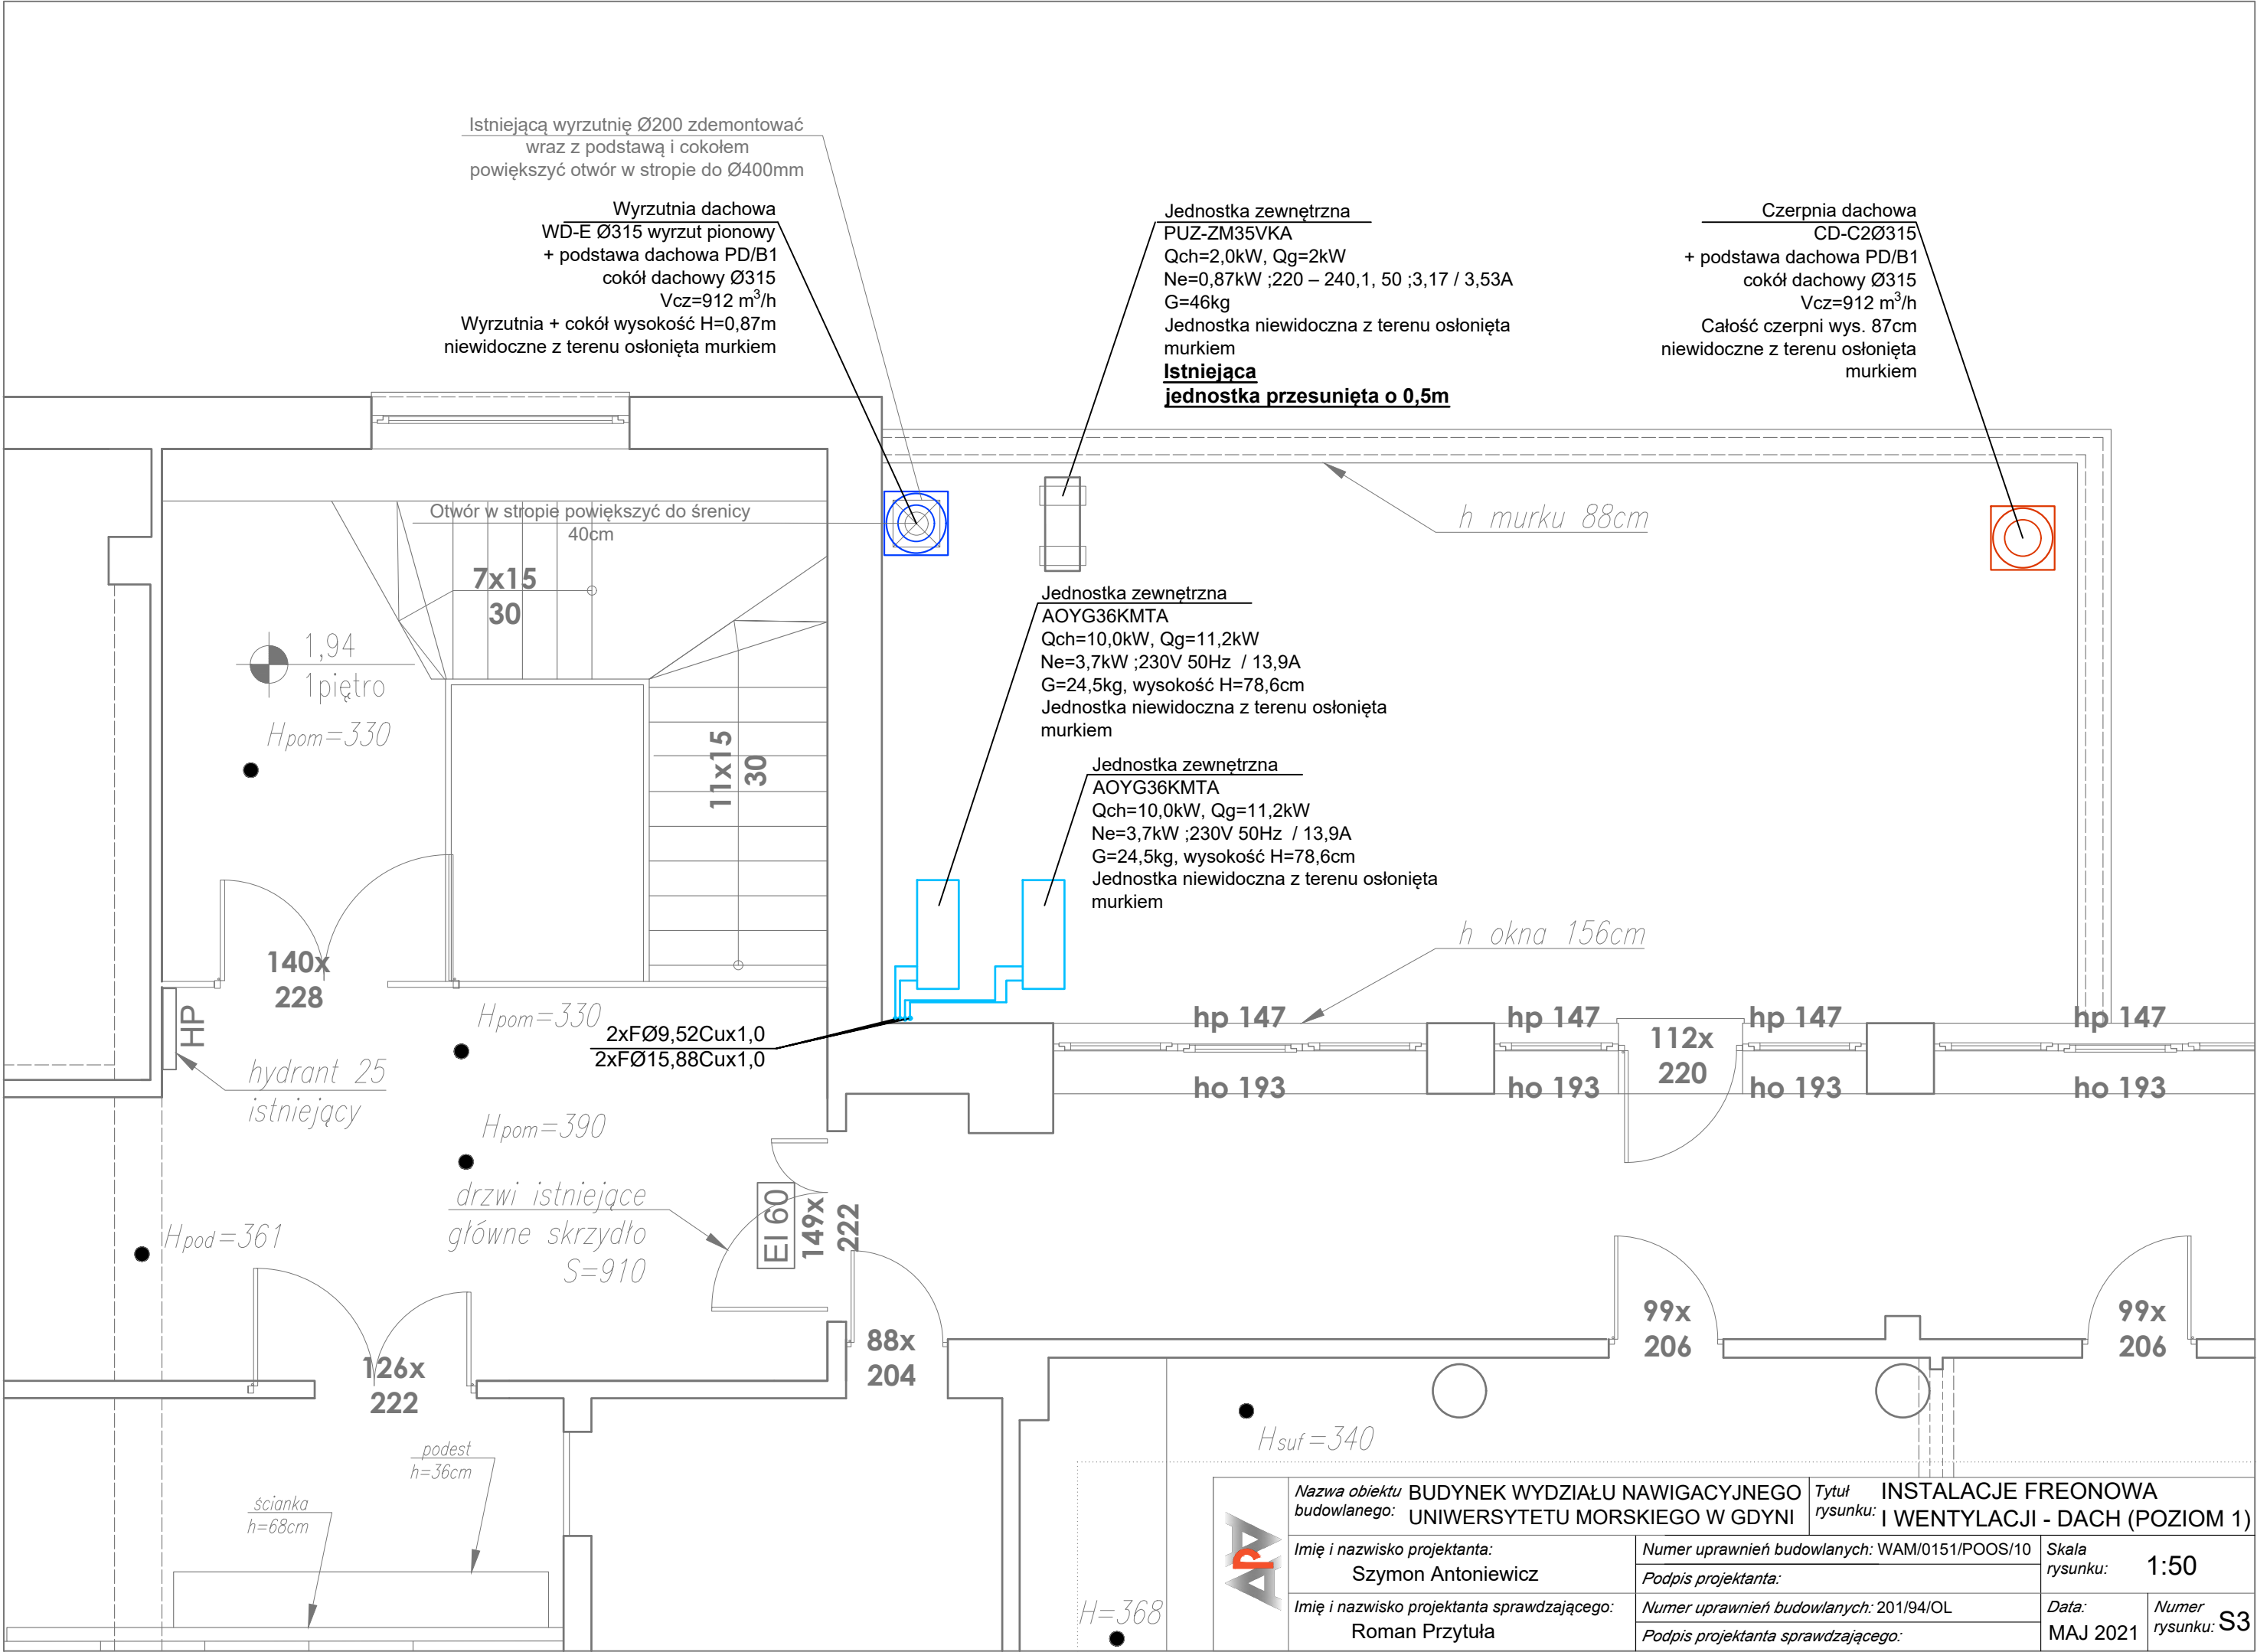 Istniejącą wyrzutnię Ø200 zdemontować
wraz z podstawą i cokołem
powiększyć otwór w stropie do Ø400mm
Wyrzutnia dachowa
WD-E Ø315 wyrzut pionowy
+ podstawa dachowa PD/B1
cokół dachowy Ø315
Vcz=912 m³/h
Wyrzutnia + cokół wysokość H=0,87m
niewidoczne z terenu osłonięta murkiem
Jednostka zewnętrzna
PUZ-ZM35VKA
Qch=2,0kW, Qg=2kW
Ne=0,87kW ;220 – 240,1, 50 ;3,17 / 3,53A
G=46kg
Jednostka niewidoczna z terenu osłonięta
murkiem
Istniejąca
jednostka przesunięta o 0,5m
Czerpnia dachowa
CD-C2Ø315
+ podstawa dachowa PD/B1
cokół dachowy Ø315
Vcz=912 m³/h
Całość czerpni wys. 87cm
niewidoczne z terenu osłonięta
murkiem
Otwór w stropie powiększyć do śrenicy
40cm
h murku 88cm
7x15
30
1,94
1piętro
Hpom=330
11x15
30
Jednostka zewnętrzna
AOYG36KMTA
Qch=10,0kW, Qg=11,2kW
Ne=3,7kW ;230V 50Hz / 13,9A
G=24,5kg, wysokość H=78,6cm
Jednostka niewidoczna z terenu osłonięta
murkiem
Jednostka zewnętrzna
AOYG36KMTA
Qch=10,0kW, Qg=11,2kW
Ne=3,7kW ;230V 50Hz / 13,9A
G=24,5kg, wysokość H=78,6cm
Jednostka niewidoczna z terenu osłonięta
murkiem
h okna 156cm
140x
228
HP
Hpom=330
2xFØ9,52Cux1,0
2xFØ15,88Cux1,0
hydrant 25
istniejący
hp 147
hp 147
hp 147
hp 147
112x
220
ho 193
ho 193
ho 193
ho 193
Hpom=390
drzwi istniejące
główne skrzydło
S=910
EI 60
149x
222
Hpod=361
88x
204
99x
206
99x
206
126x
222
podest
h=36cm
ścianka
h=68cm
Hsuf=340
H=368
APA
Nazwa obiektu budowlanego:
BUDYNEK WYDZIAŁU NAWIGACYJNEGO
UNIWERSYTETU MORSKIEGO W GDYNI
Tytuł rysunku:
INSTALACJE FREONOWA
I WENTYLACJI - DACH (POZIOM 1)
Imię i nazwisko projektanta:
Szymon Antoniewicz
Numer uprawnień budowlanych: WAM/0151/POOS/10
Podpis projektanta:
Skala rysunku: 1:50
Imię i nazwisko projektanta sprawdzającego:
Roman Przytuła
Numer uprawnień budowlanych: 201/94/OL
Podpis projektanta sprawdzającego:
Data:
MAJ 2021
Numer rysunku: S3